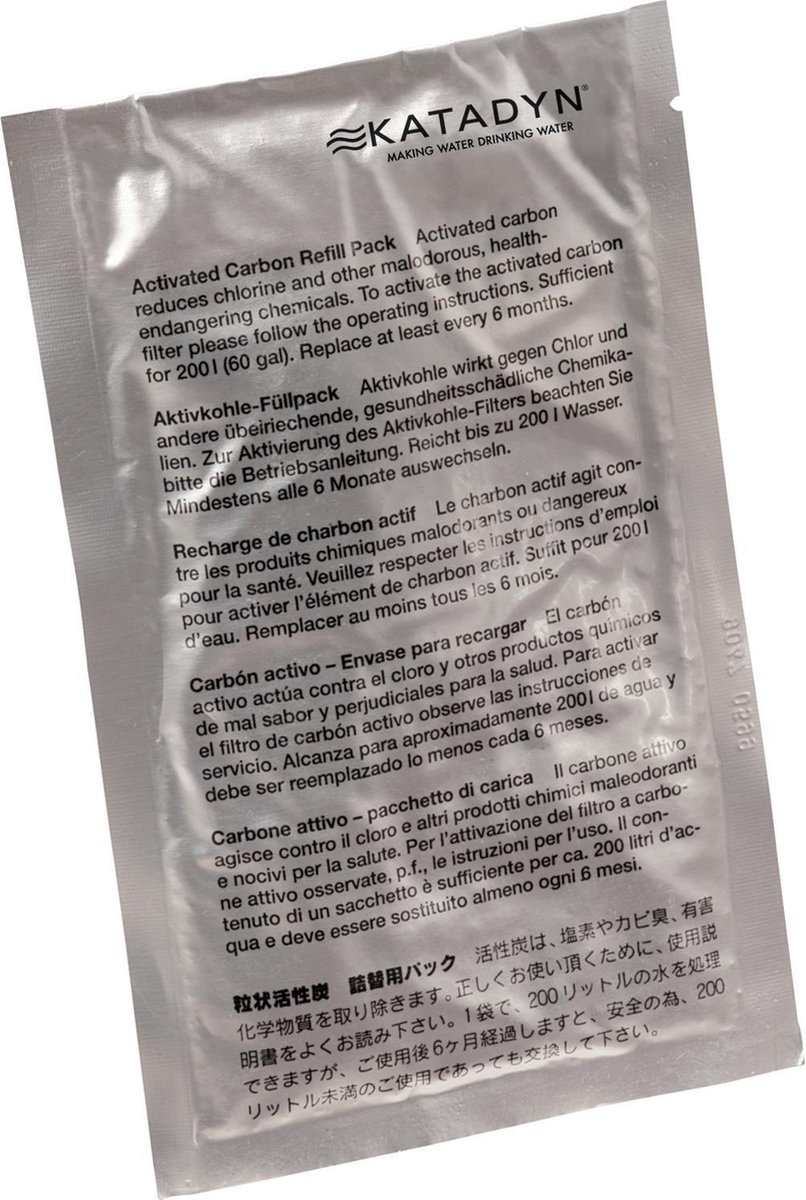 KATADYN®
MAKING WATER DRINKING WATER
Activated Carbon Refill Pack Activated carbon
reduces chlorine and other malodorous, health-
endangering chemicals. To activate the activated carbon
filter please follow the operating instructions. Sufficient
for 200 l (60 gal). Replace at least every 6 months.
Aktivkohle-Füllpack Aktivkohle wirkt gegen Chlor und
andere übeiriechende, gesundheitsschädliche Chemika-
lien. Zur Aktivierung des Aktivkohle-Filters beachten Sie
bitte die Betriebsanleitung. Reicht bis zu 200 l Wasser.
Mindestens alle 6 Monate auswechseln.
Recharge de charbon actif Le charbon actif agit con-
tre les produits chimiques malodorants ou dangereux
pour la santé. Veuillez respecter les instructions d'emploi
pour activer l'élément de charbon actif. Suffit pour 200 l
d'eau. Remplacer au moins tous les 6 mois.
Carbón activo – Envase para recargar El carbón
activo actúa contra el cloro y otros productos químicos
de mal sabor y perjudiciales para la salud. Para activar
el filtro de carbón activo observe las instrucciones de
servicio. Alcanza para aproximadamente 200 l de agua y
debe ser reemplazado lo menos cada 6 meses.
Carbone attivo – pacchetto di carica Il carbone attivo
agisce contro il cloro e altri prodotti chimici maleodoranti
e nocivi per la salute. Per l'attivazione del filtro a carbo-
ne attivo osservate, p.f., le istruzioni per l'uso. Il con-
tenuto di un sacchetto è sufficiente per ca. 200 litri d'ac-
qua e deve essere sostituito almeno ogni 6 mesi.
粒状活性炭 詰替用パック 活性炭は、塩素やカビ臭、有害
化学物質を取り除きます。正しくお使い頂くために、使用説
明書をよくお読み下さい。1袋で、200リットルの水を処理
できますが、ご使用後6ヶ月経過しますと、安全の為、200
リットル未満のご使用であっても交換して下さい。